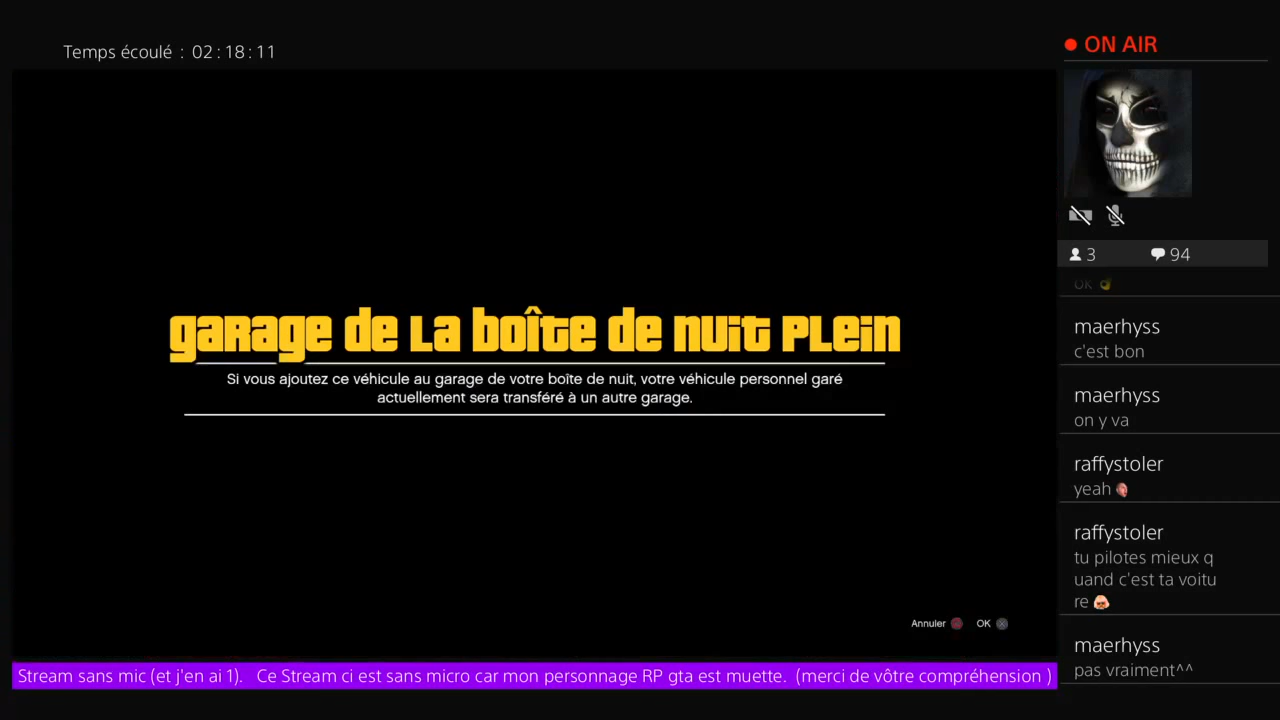 Temps écoulé : 02:18:11
ON AIR
3 94
OK
garage de la boîte de nuit plein
Si vous ajoutez ce véhicule au garage de votre boîte de nuit, votre véhicule personnel garé
actuellement sera transféré à un autre garage.
Annuler OK
maerhyss
c'est bon
maerhyss
on y va
raffystoler
yeah
raffystoler
tu pilotes mieux q
uand c'est ta voitu
re
maerhyss
pas vraiment^^
Stream sans mic (et j'en ai 1). Ce Stream ci est sans micro car mon personnage RP gta est muette. (merci de vôtre compréhension )